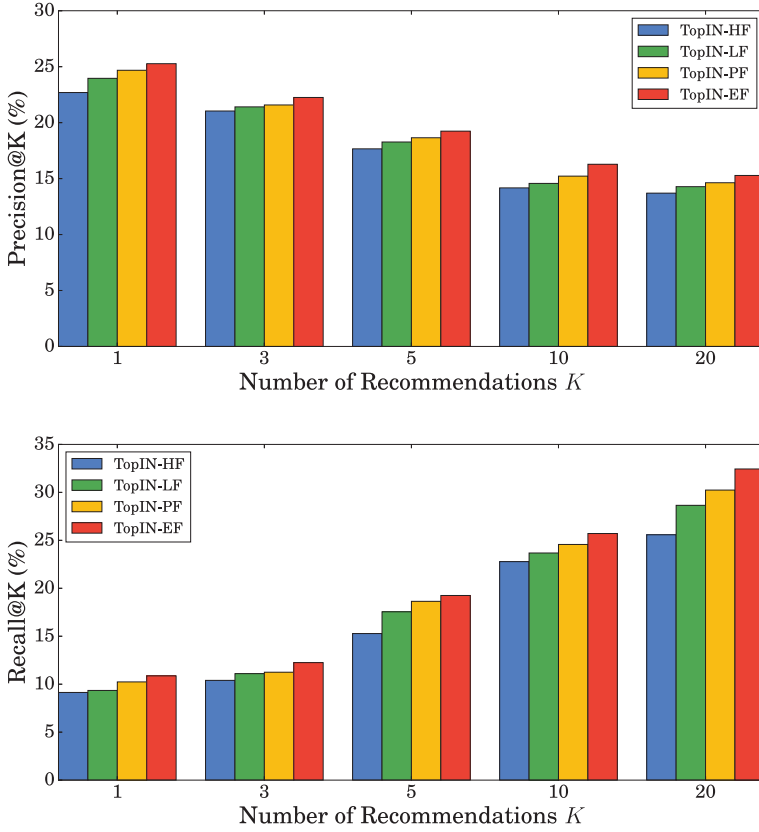 30
25
20
15
10
5
0
Precision@K (%)
TopIN-HF
TopIN-LF
TopIN-PF
TopIN-EF
1 3 5 10 20
Number of Recommendations K
35
30
25
20
15
10
5
0
Recall@K (%)
TopIN-HF
TopIN-LF
TopIN-PF
TopIN-EF
1 3 5 10 20
Number of Recommendations K